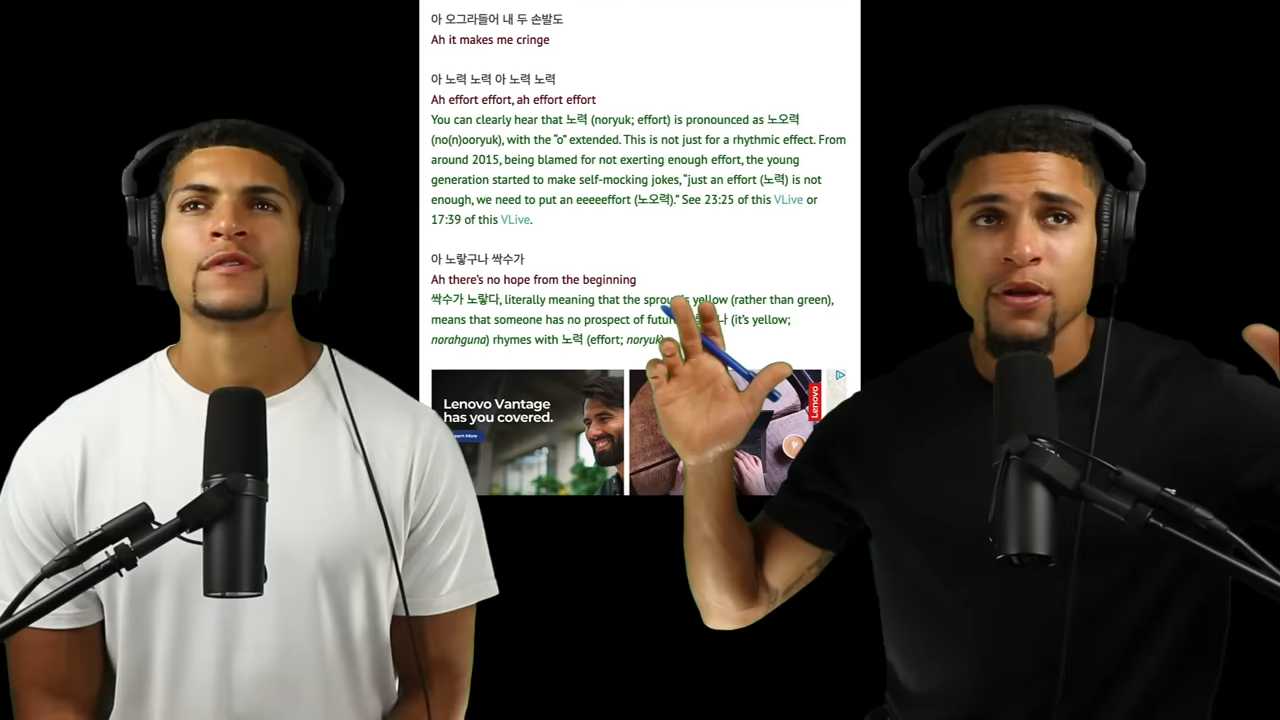 아 오그라들어 내 두 손발도
Ah it makes me cringe
아 노력 노력 아 노력 노력
Ah effort effort, ah effort effort
You can clearly hear that 노력 (noryuk; effort) is pronounced as 노오력
(no(n)ooryuk), with the “o” extended. This is not just for a rhythmic effect. From
around 2015, being blamed for not exerting enough effort, the young
generation started to make self-mocking jokes, “just an effort (노력) is not
enough, we need to put an eeeeeffort (노오력).” See 23:25 of this VLive or
17:39 of this VLive.
아 노랗구나 싹수가
Ah there's no hope from the beginning
싹수가 노랗다, literally meaning that the yellow (rather than green),
means that someone has no prospect of (it's yellow;
norahguna) rhymes with 노력 (effort; noryuk)
Lenovo Vantage
has you covered.
Learn More
Lenovo